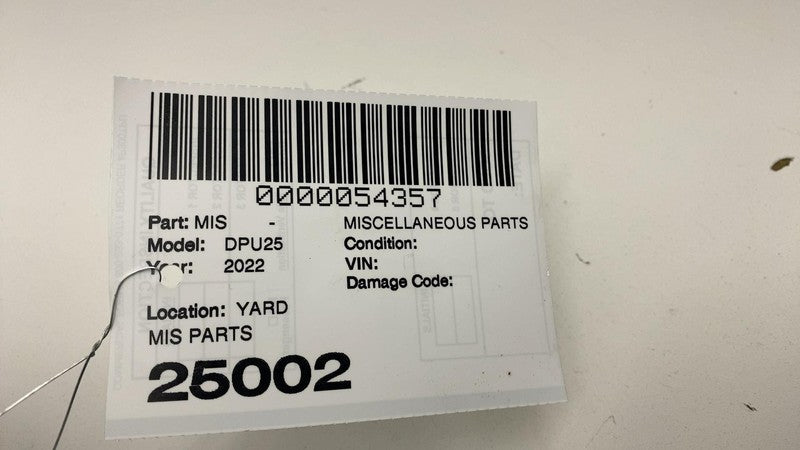 0000054357
Part: MIS - MISCELLANEOUS PARTS
Model: DPU25 Condition:
Year: 2022 VIN:
Damage Code:
Location: YARD
MIS PARTS
25002